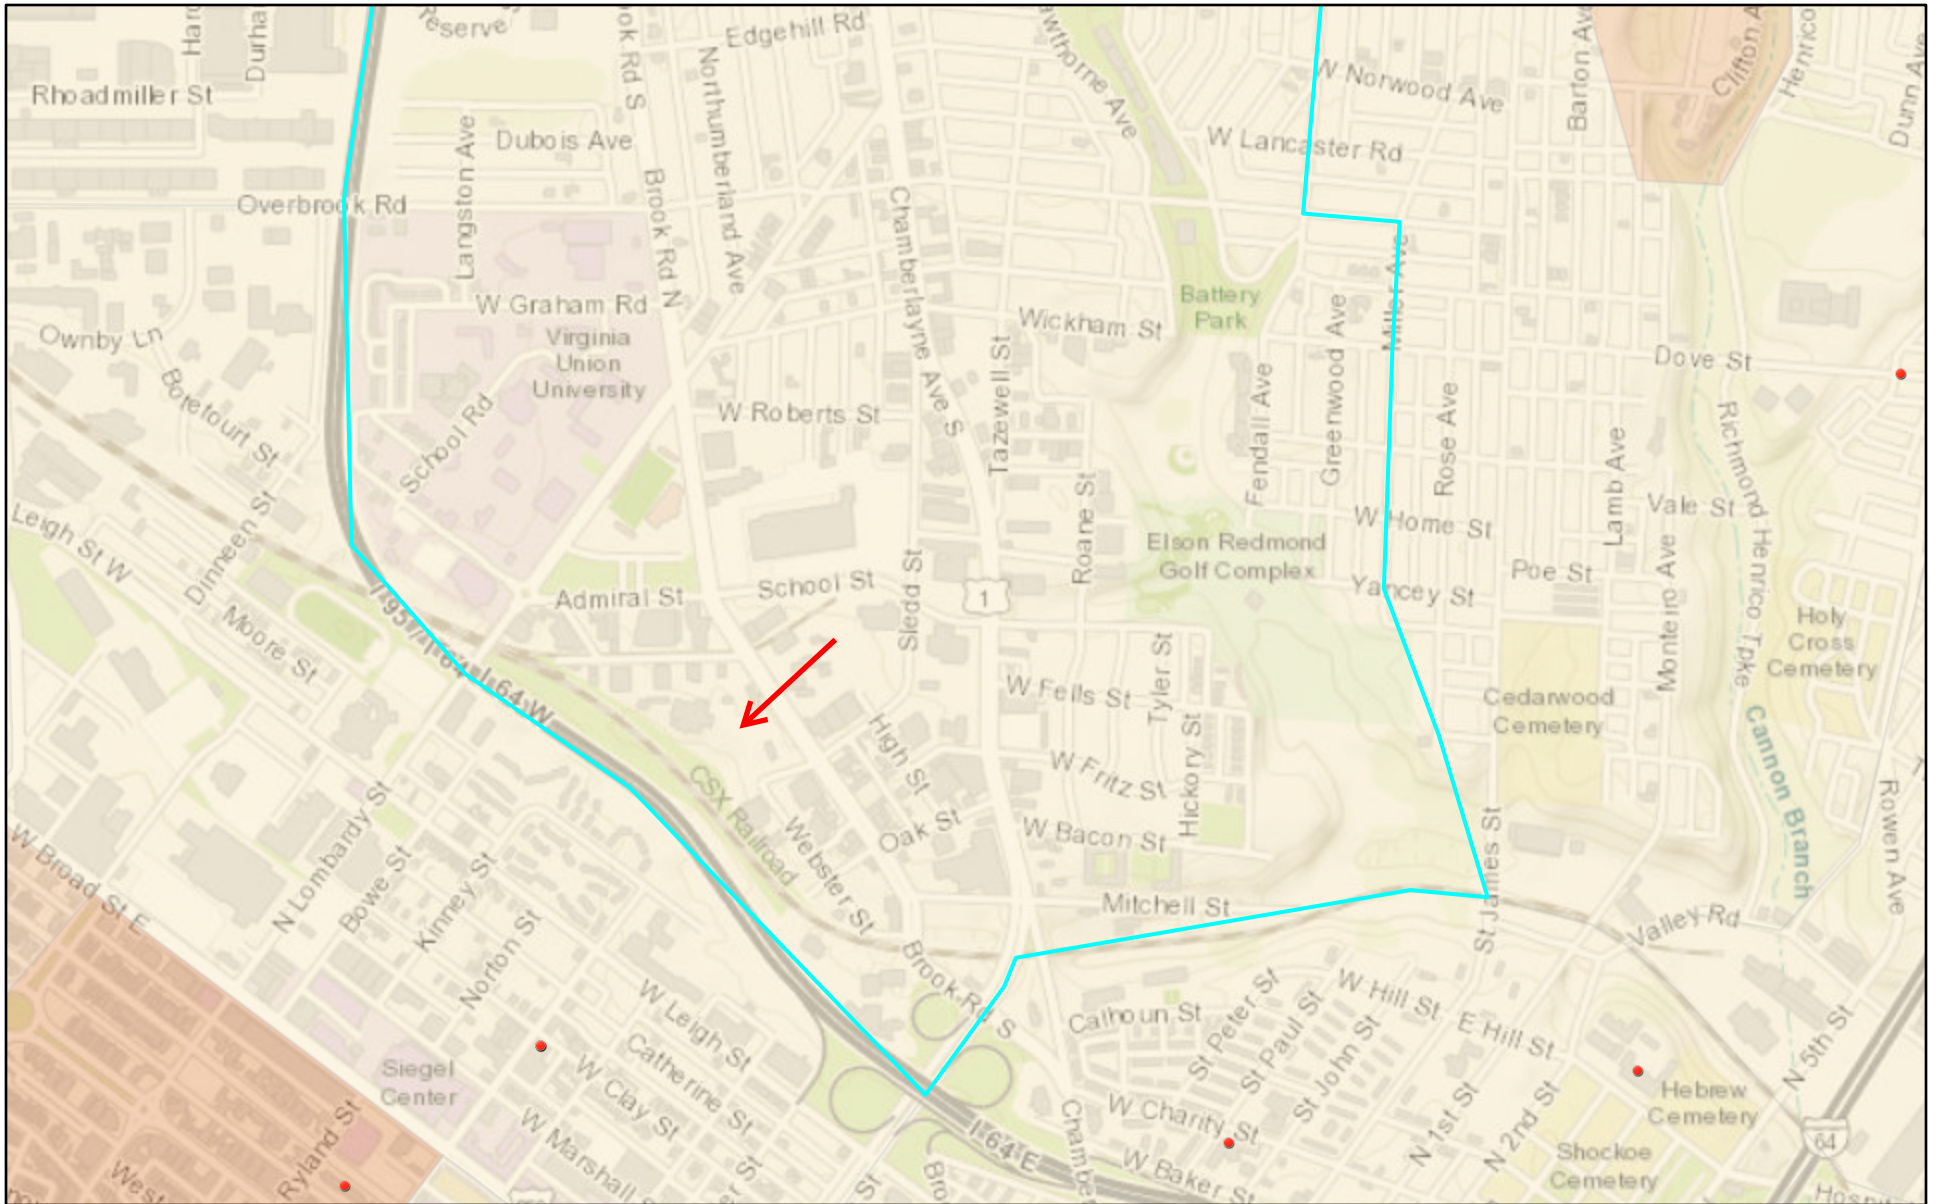 Reserve
Edgehill Rd
Rhoadmiller St
Dubois Ave
Langston Ave
Northumberland Ave
W Norwood Ave
W Lancaster Rd
Barton Av
Henrico
Dunn Ave
Overbrook Rd
Brook Rd N
Chamberlayne Ave S
W Graham Rd
Virginia
Union
University
Ownby Ln
Botetourt St
School Rd
W Roberts St
Tazewell St
Wickham St
Battery
Park
Fendall Ave
Greenwood Ave
Miller Ave
Rose Ave
Dove St
Lamb Ave
Vale St
Richmond Henrico Tpke
Leigh St W
Dinneen St
Moore St
Admiral St
School St
Sledd St
1
Roane St
Elson Redmond
Golf Complex
W Home St
Yancey St
Poe St
Monteiro Ave
Holy
Cross
Cemetery
I-95 / I-64
I-64 W
W Fells St
Tyler St
Hickory St
Cedarwood
Cemetery
Cannon Branch
High St
W Fritz St
W Bacon St
Oak St
CSX Railroad
Webster St
N Lombardy St
Bowe St
Kinney St
Norton St
W Broad St E
Mitchell St
St James St
Valley Rd
Rowen Ave
Brook Rd S
Calhoun St
St Peter St
St Paul St
St John St
W Hill St
E Hill St
N 5th St
W Leigh St
Catherine St
W Clay St
W Marshall S
Siegel
Center
Ryland St
West
I-64 E
W Charity St
W Baker St
N 1st St
N 2nd St
Hebrew
Cemetery
Shockoe
Cemetery
64